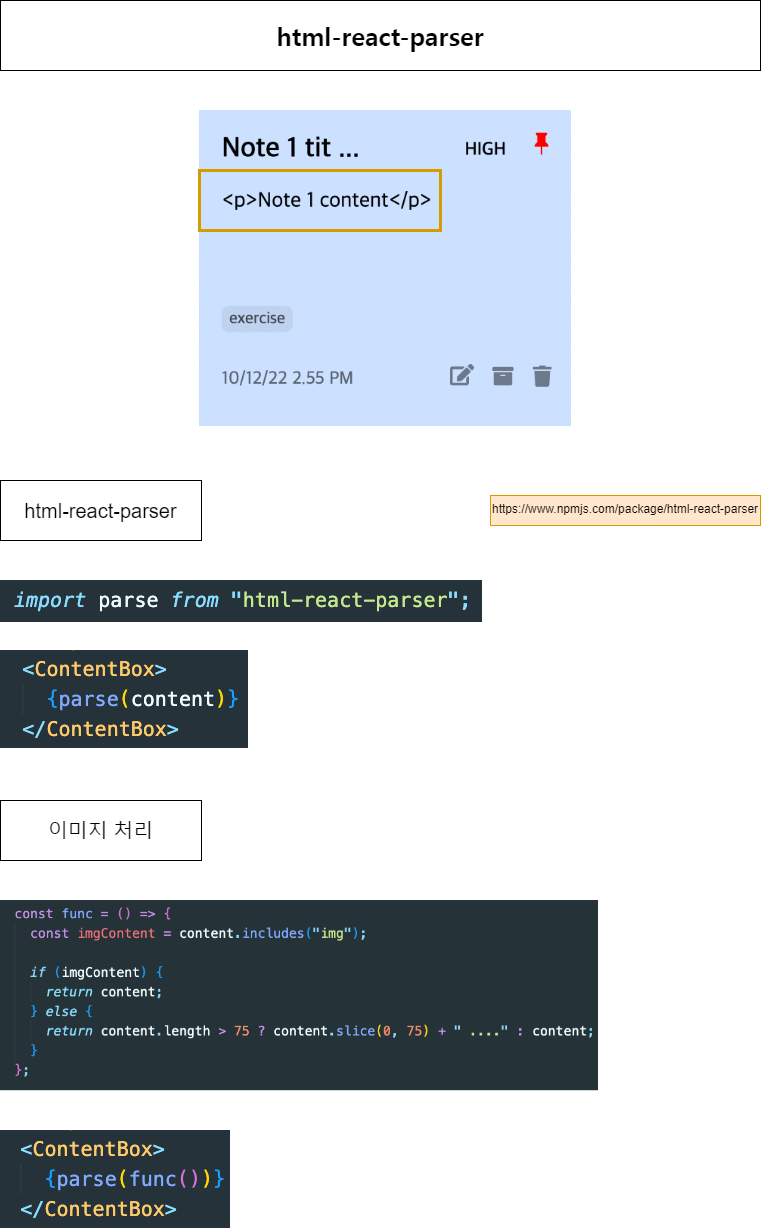 html-react-parser
Note 1 tit ...
HIGH
<p>Note 1 content</p>
exercise
10/12/22 2.55 PM
html-react-parser
https://www.npmjs.com/package/html-react-parser
import parse from "html-react-parser";
<ContentBox>
{parse(content)}
</ContentBox>
이미지 처리
const func = () => {
const imgContent = content.includes("img");
if (imgContent) {
return content;
} else {
return content.length > 75 ? content.slice(0, 75) + " ...." : content;
}
};
<ContentBox>
{parse(func())}
</ContentBox>